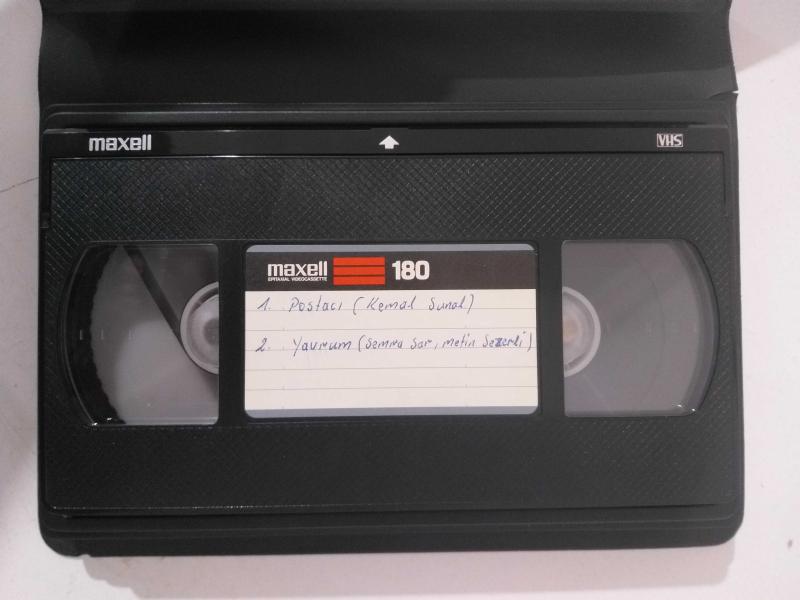 maxell VHS
maxell 180
EPITAXIAL VIDEOCASSETTE
1. Postacı (Kemal Sunal)
2. Yavrum (Semra Sar, Metin Sezerli)